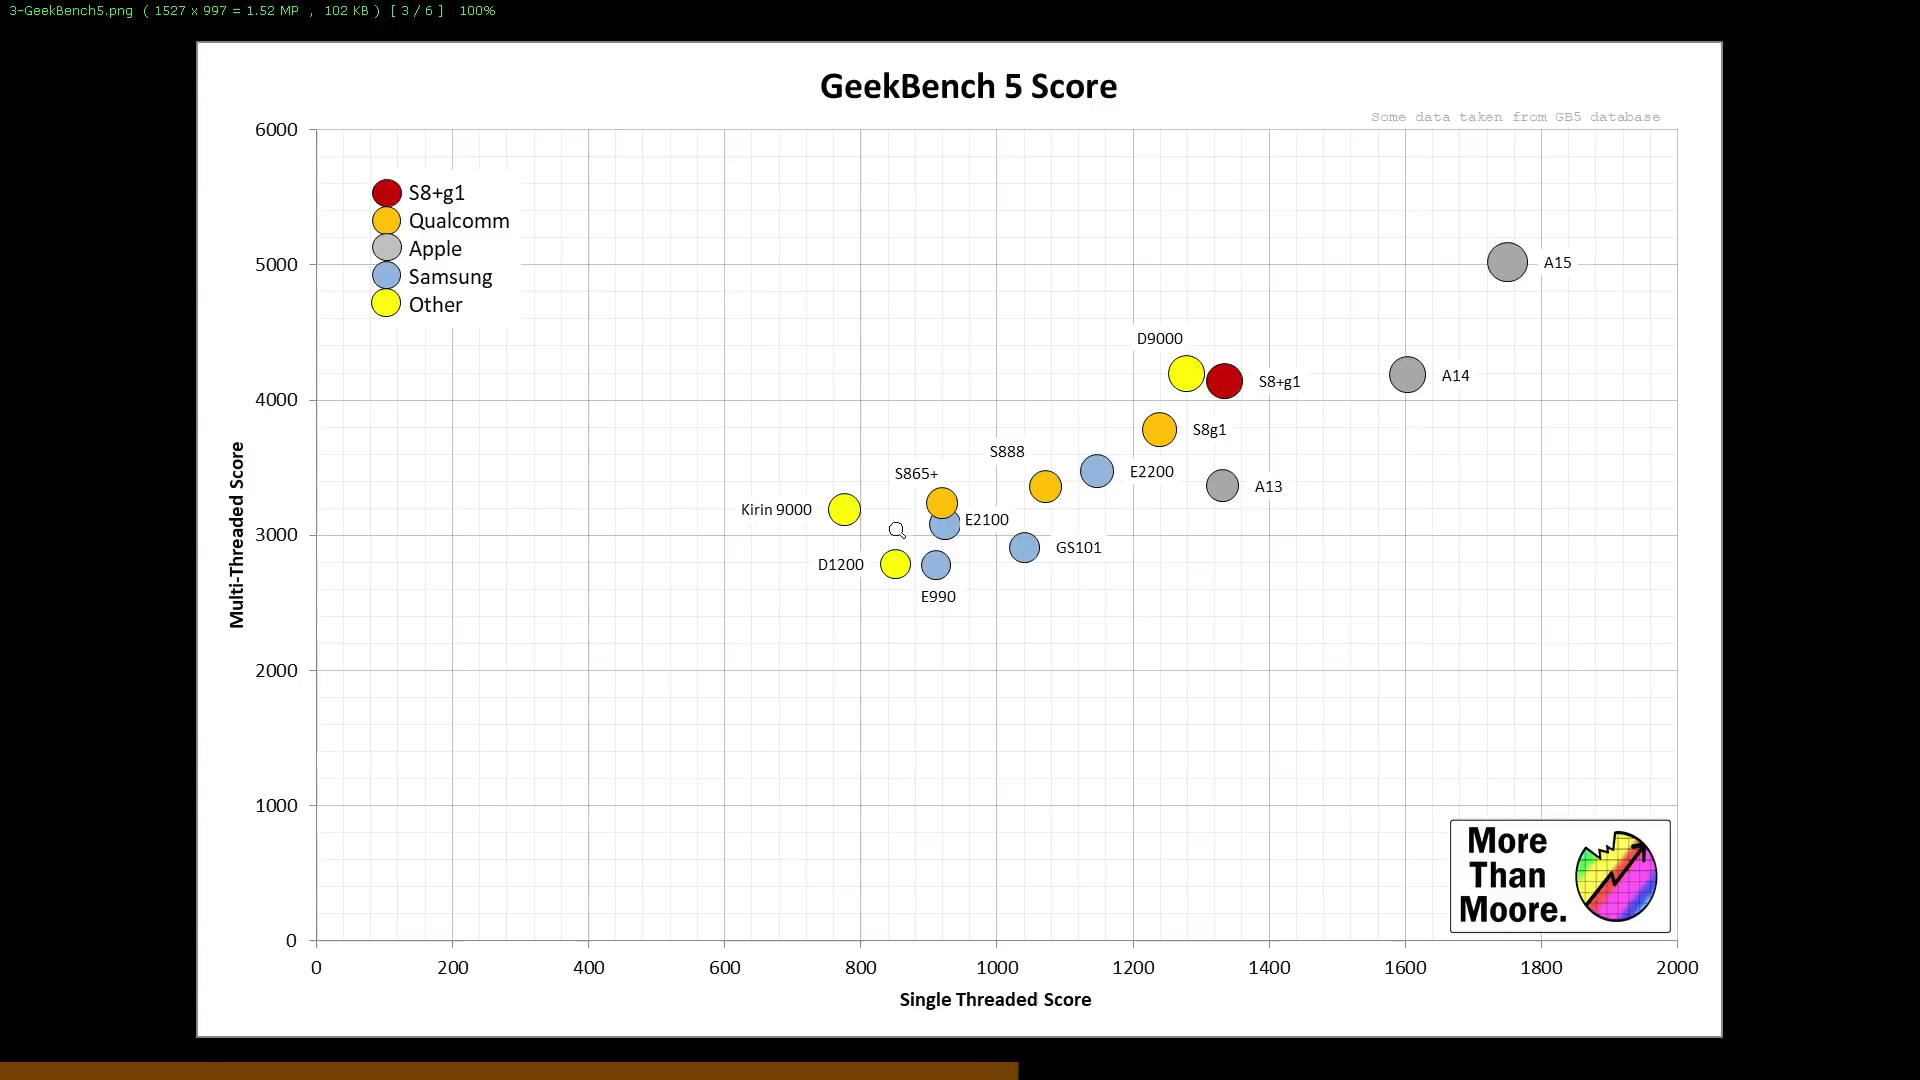 3-GeekBench5.png ( 1527 x 997 = 1.52 MP , 102 KB ) [ 3 / 6 ] 100%
GeekBench 5 Score
Some data taken from GB5 database
6000
5000
4000
3000
2000
1000
0
Multi-Threaded Score
S8+g1
Qualcomm
Apple
Samsung
Other
A15
D9000
S8+g1
A14
S8g1
S888
E2200
S865+
A13
Kirin 9000
E2100
GS101
D1200
E990
More
Than
Moore.
0 200 400 600 800 1000 1200 1400 1600 1800 2000
Single Threaded Score